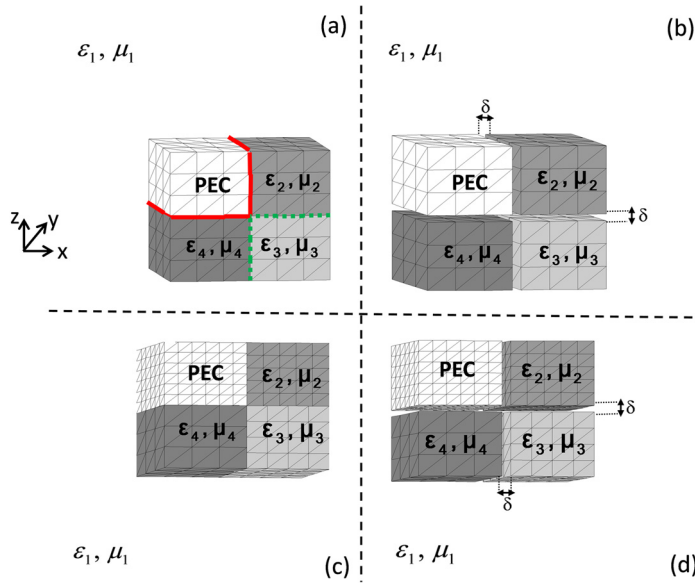 (a)
ε₁, μ₁
PEC
ε₂, μ₂
ε₄, μ₄
ε₃, μ₃
z
y
x
(b)
ε₁, μ₁
δ
PEC
ε₂, μ₂
δ
ε₄, μ₄
ε₃, μ₃
PEC
ε₂, μ₂
ε₄, μ₄
ε₃, μ₃
ε₁, μ₁
(c)
PEC
ε₂, μ₂
δ
ε₄, μ₄
ε₃, μ₃
δ
ε₁, μ₁
(d)